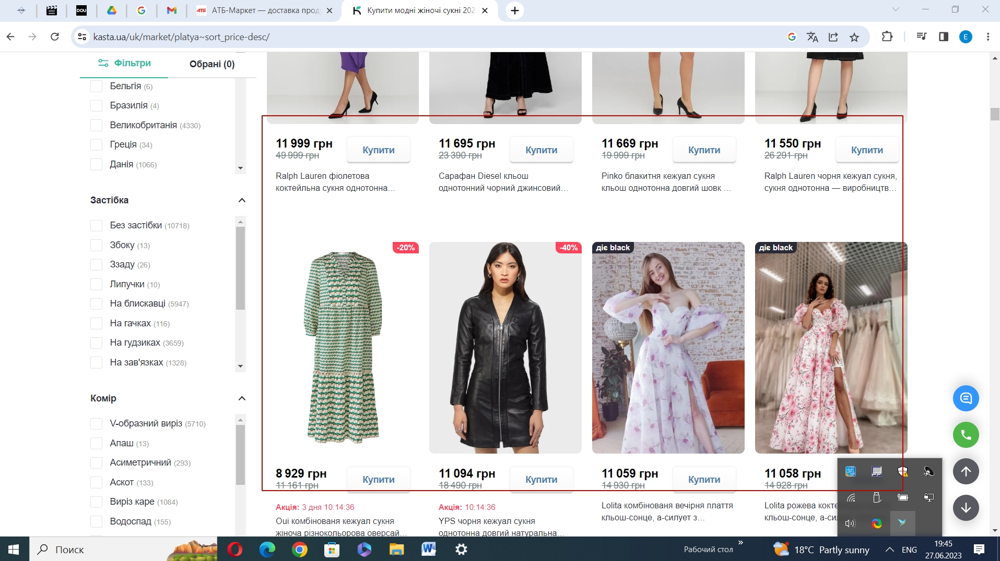 DOU
АТБ-Маркет — доставка прод
Купити модні жіночі сукні 202
kasta.ua/uk/market/platya~sort_price-desc/
E
Фільтри
Обрані (0)
Бельгія (6)
Бразилія (4)
Великобританія (4330)
Греція (34)
Данія (1066)
Застібка
Без застібки (10718)
Збоку (13)
Ззаду (26)
Липучки (10)
На блискавці (5947)
На гачках (116)
На гудзиках (3659)
На зав'язках (1328)
Комір
V-образний виріз (5710)
Апаш (13)
Асиметричний (293)
Аскот (133)
Виріз каре (1084)
Водоспад (155)
11 999 грн
49 999 грн
Купити
Ralph Lauren фіолетова
коктейльна сукня однотонна…
11 695 грн
23 390 грн
Купити
Сарафан Diesel кльош
однотонний чорний джинсовий…
11 669 грн
19 999 грн
Купити
Pinko блакитня кежуал сукня
кльош однотонна довгий шовк …
11 550 грн
26 291 грн
Купити
Ralph Lauren чорня кежуал сукня,
сукня однотонна — виробництв…
-20%
8 929 грн
11 161 грн
Купити
Акція: 3 дня 10:14:36
Oui комбінованя кежуал сукня
жіноча різнокольорова оверсай…
-40%
11 094 грн
18 490 грн
Купити
Акція: 10:14:36
YPS чорня кежуал сукня
однотонна довгий натуральна…
діє black
11 059 грн
14 930 грн
Купити
Lolita комбінованя вечірня плаття
кльош-сонце, а-силует з…
діє black
11 058 грн
14 928 грн
Lolita рожева кокте
кльош-сонце, а-сил
Поиск
Рабочий стол
18°C Partly sunny
ENG
19:45
27.06.2023